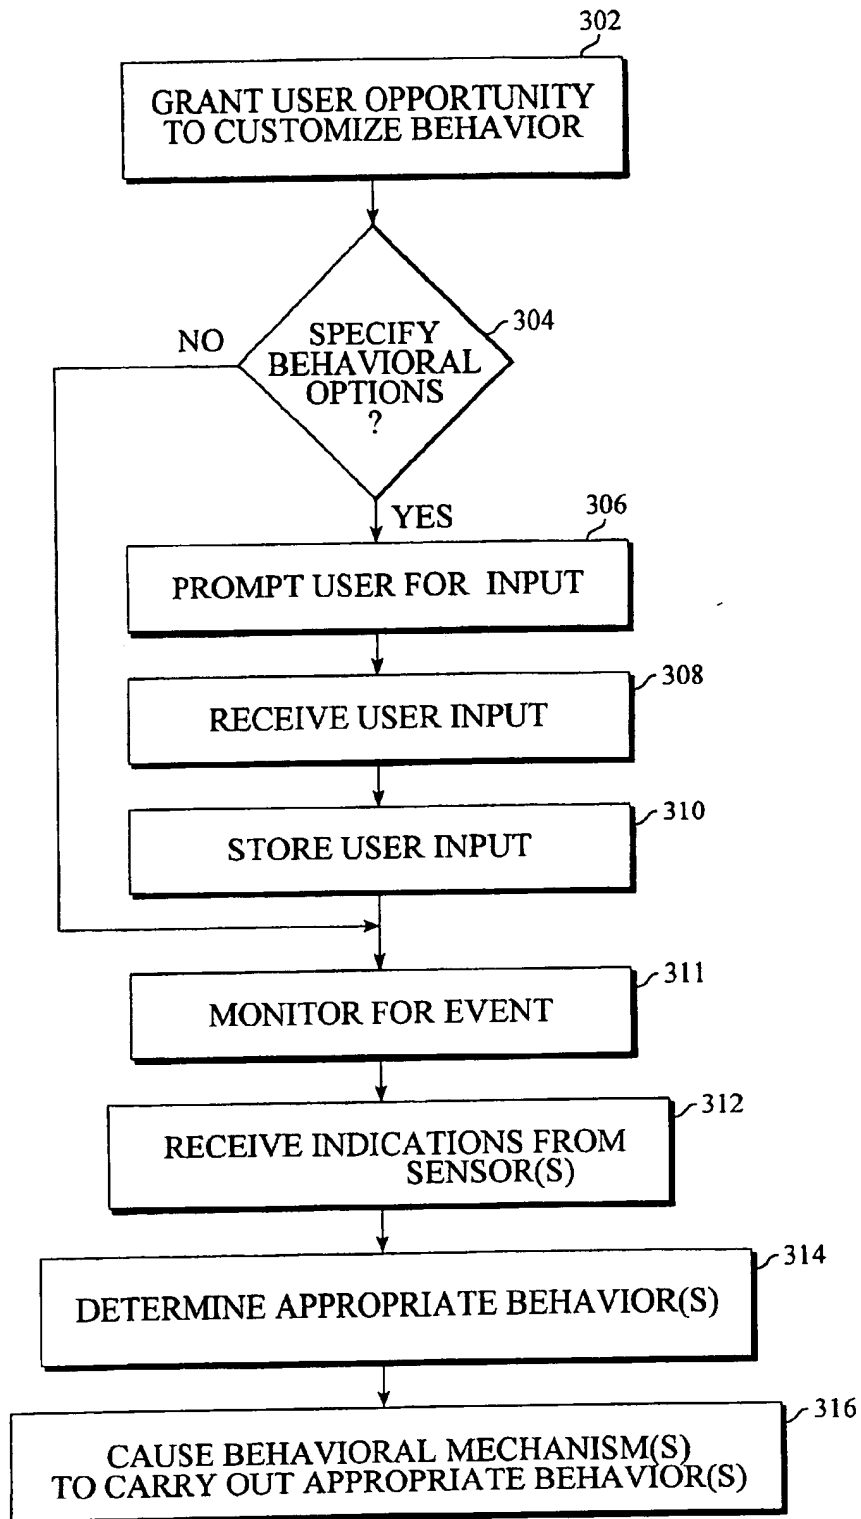 302
GRANT USER OPPORTUNITY
TO CUSTOMIZE BEHAVIOR
304
NO
SPECIFY
BEHAVIORAL
OPTIONS
?
YES
306
PROMPT USER FOR INPUT
308
RECEIVE USER INPUT
310
STORE USER INPUT
311
MONITOR FOR EVENT
312
RECEIVE INDICATIONS FROM
SENSOR(S)
314
DETERMINE APPROPRIATE BEHAVIOR(S)
316
CAUSE BEHAVIORAL MECHANISM(S)
TO CARRY OUT APPROPRIATE BEHAVIOR(S)